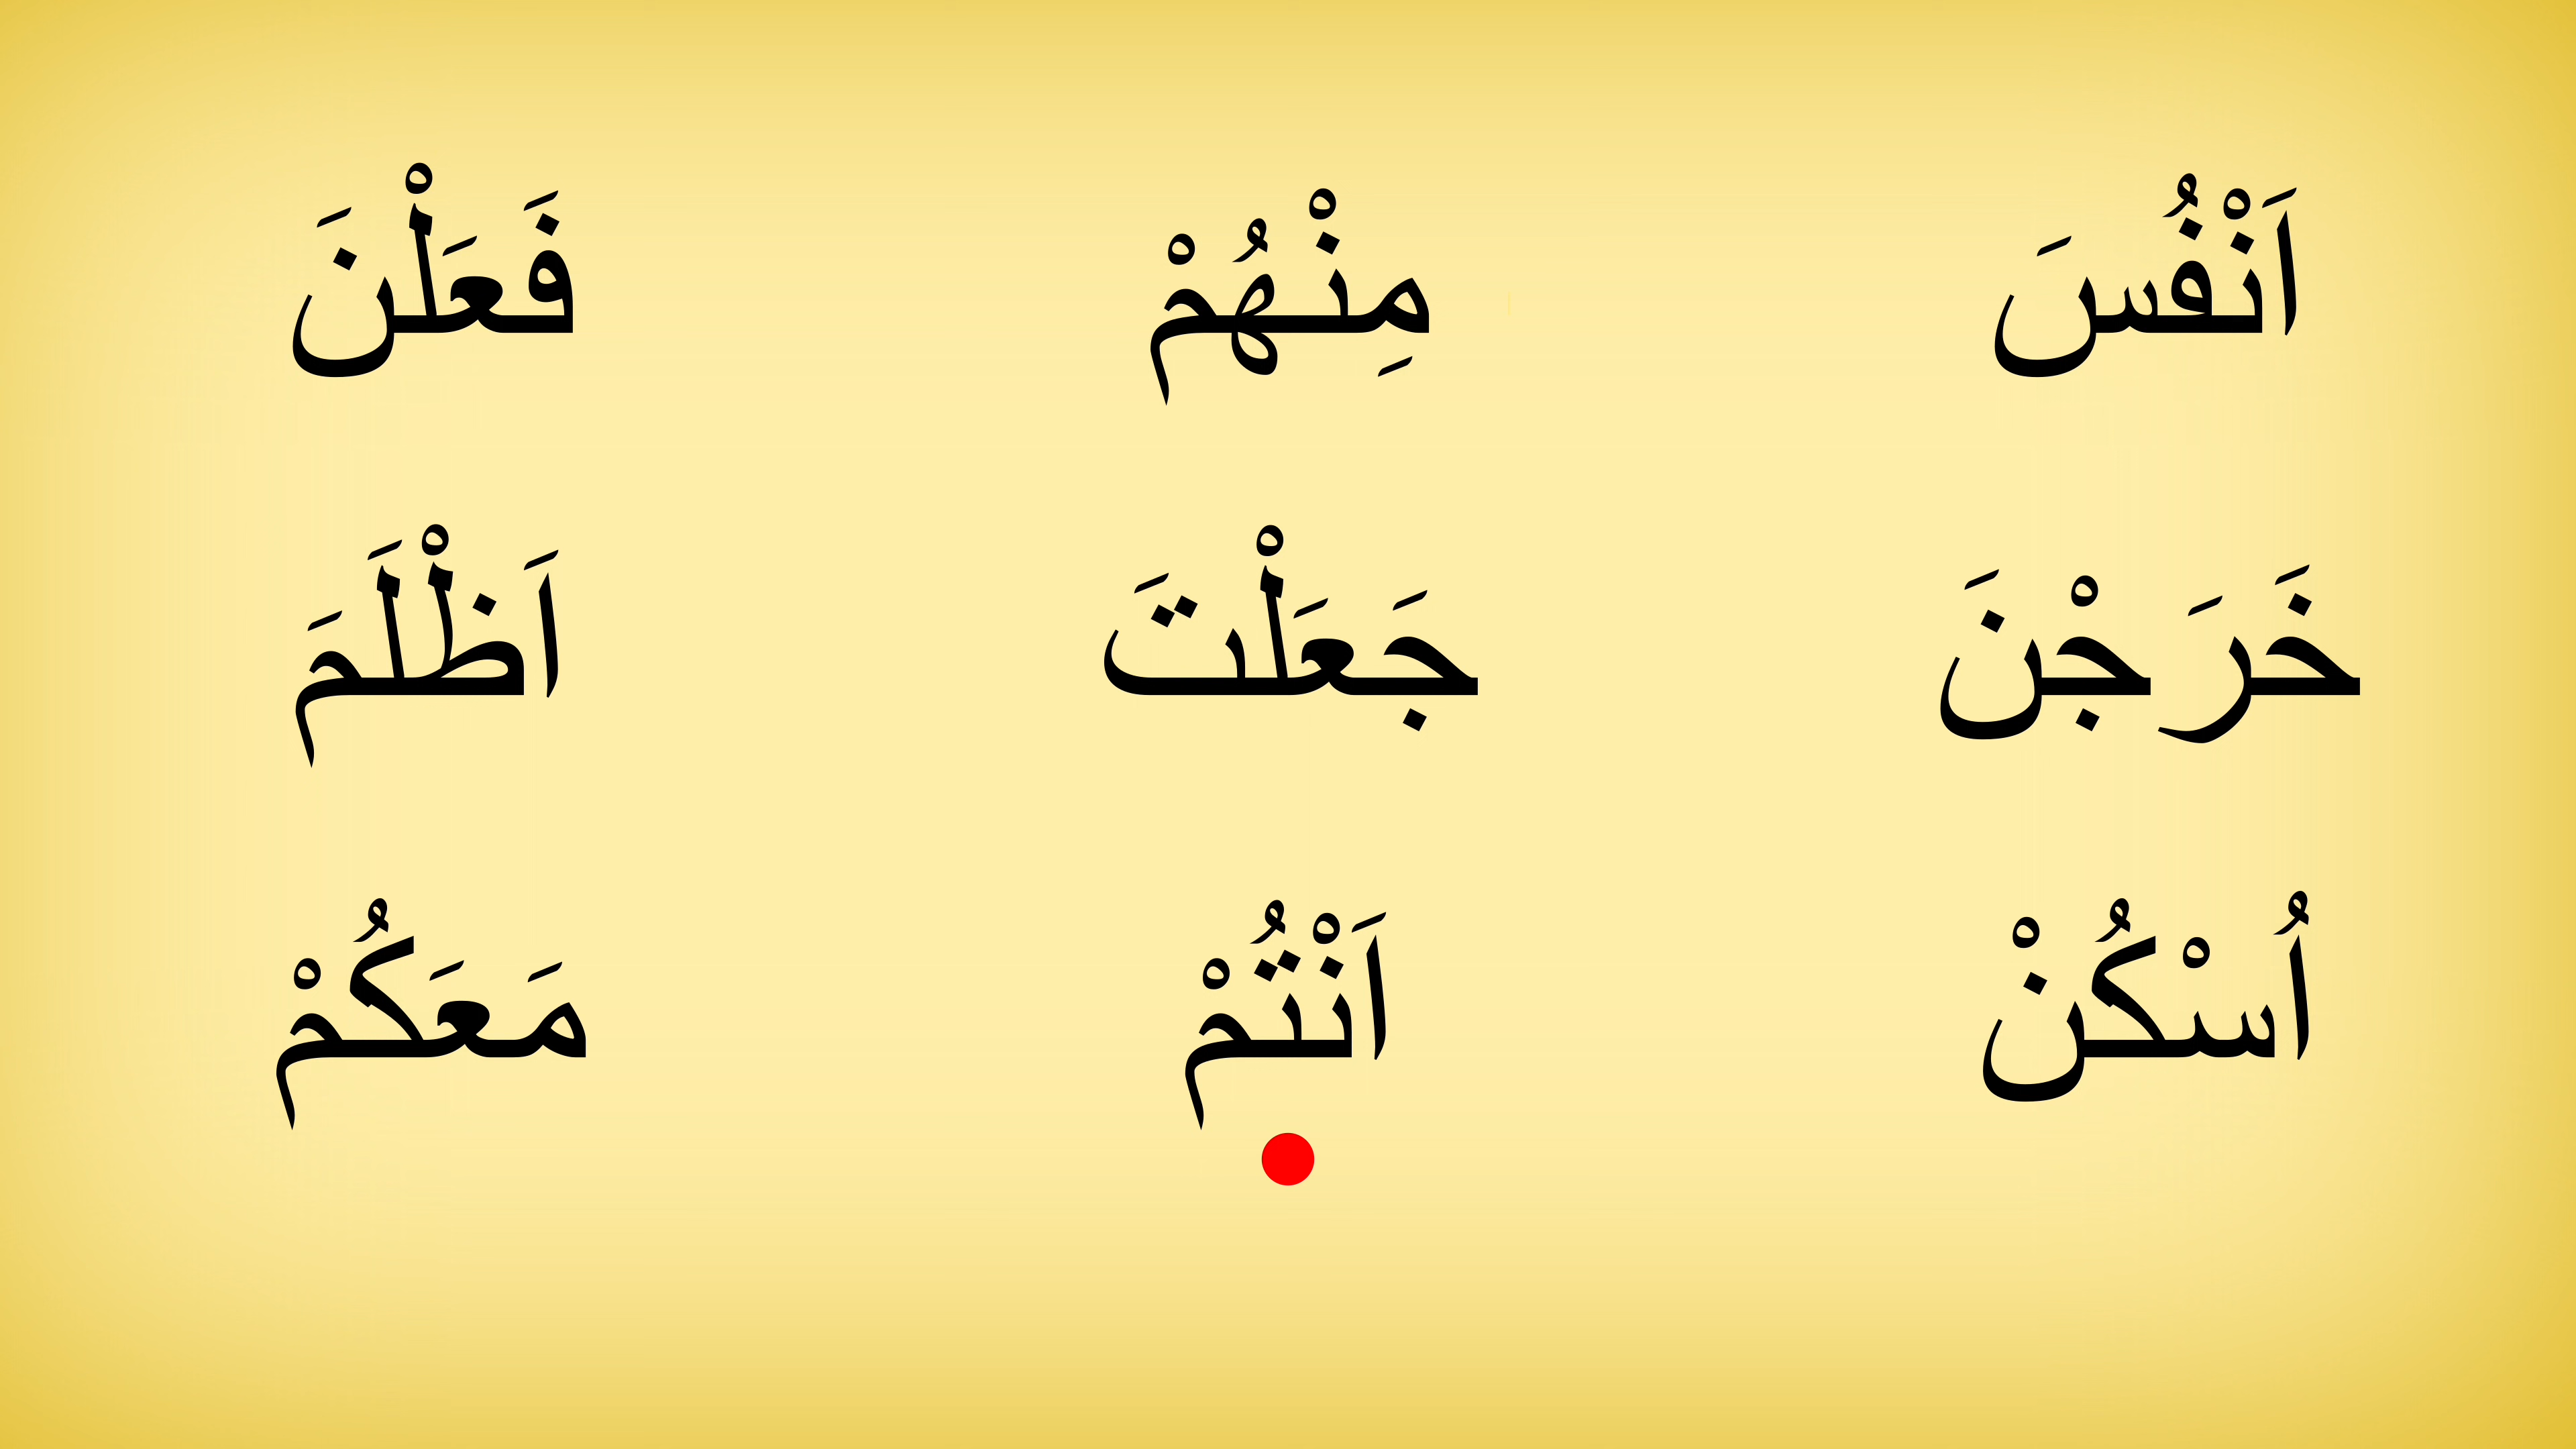 اَنْفُسَ مِنْهُمْ فَعَلْنَ
خَرَجْنَ جَعَلْتَ اَظْلَمَ
اُسْكُنْ اَنْتُمْ مَعَكُمْ